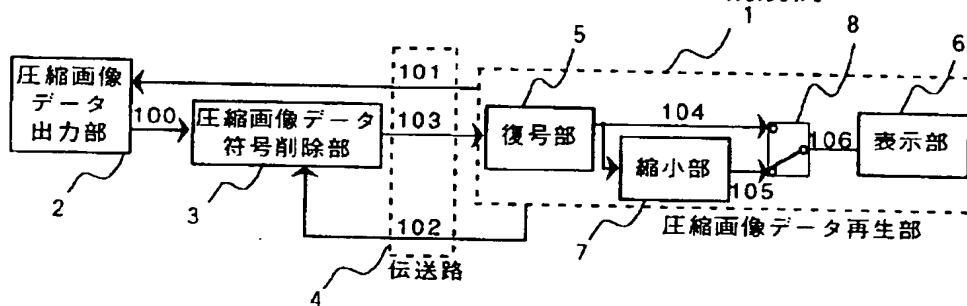 1
5
8
6
圧縮画像
データ
出力部
100
101
圧縮画像データ
符号削除部
103
復号部
104
縮小部
105
106
表示部
2
3
102
7
圧縮画像データ再生部
4
伝送路